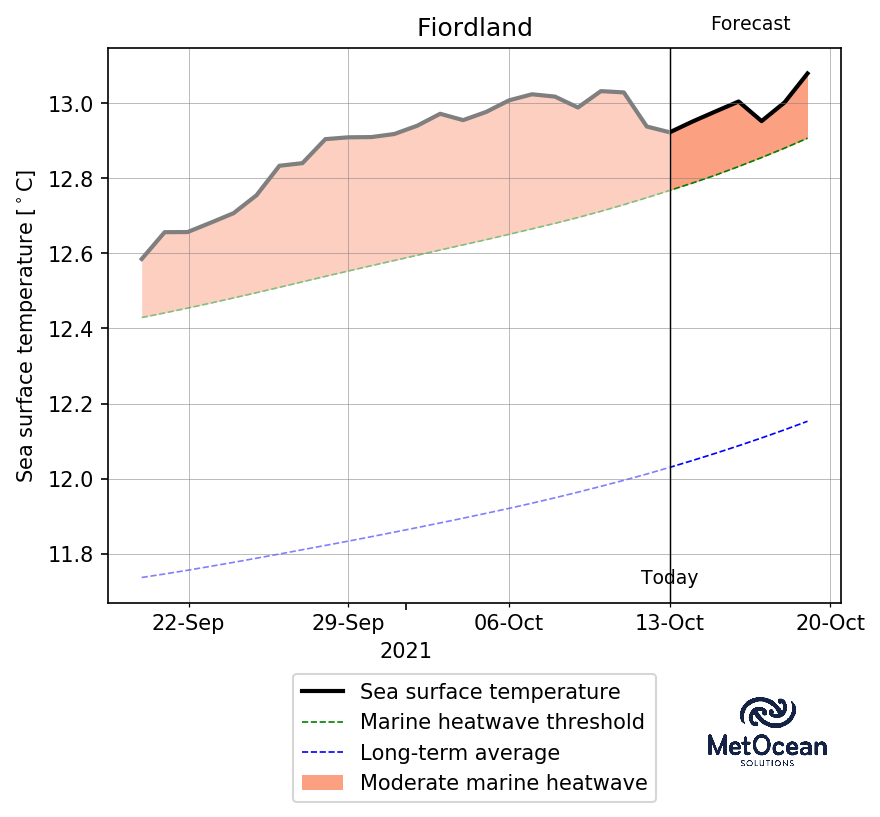 Fiordland
Forecast
Sea surface temperature [°C]
13.0
12.8
12.6
12.4
12.2
12.0
11.8
Today
22-Sep 29-Sep 06-Oct 13-Oct 20-Oct
2021
Sea surface temperature
Marine heatwave threshold
Long-term average
Moderate marine heatwave
MetOcean
SOLUTIONS